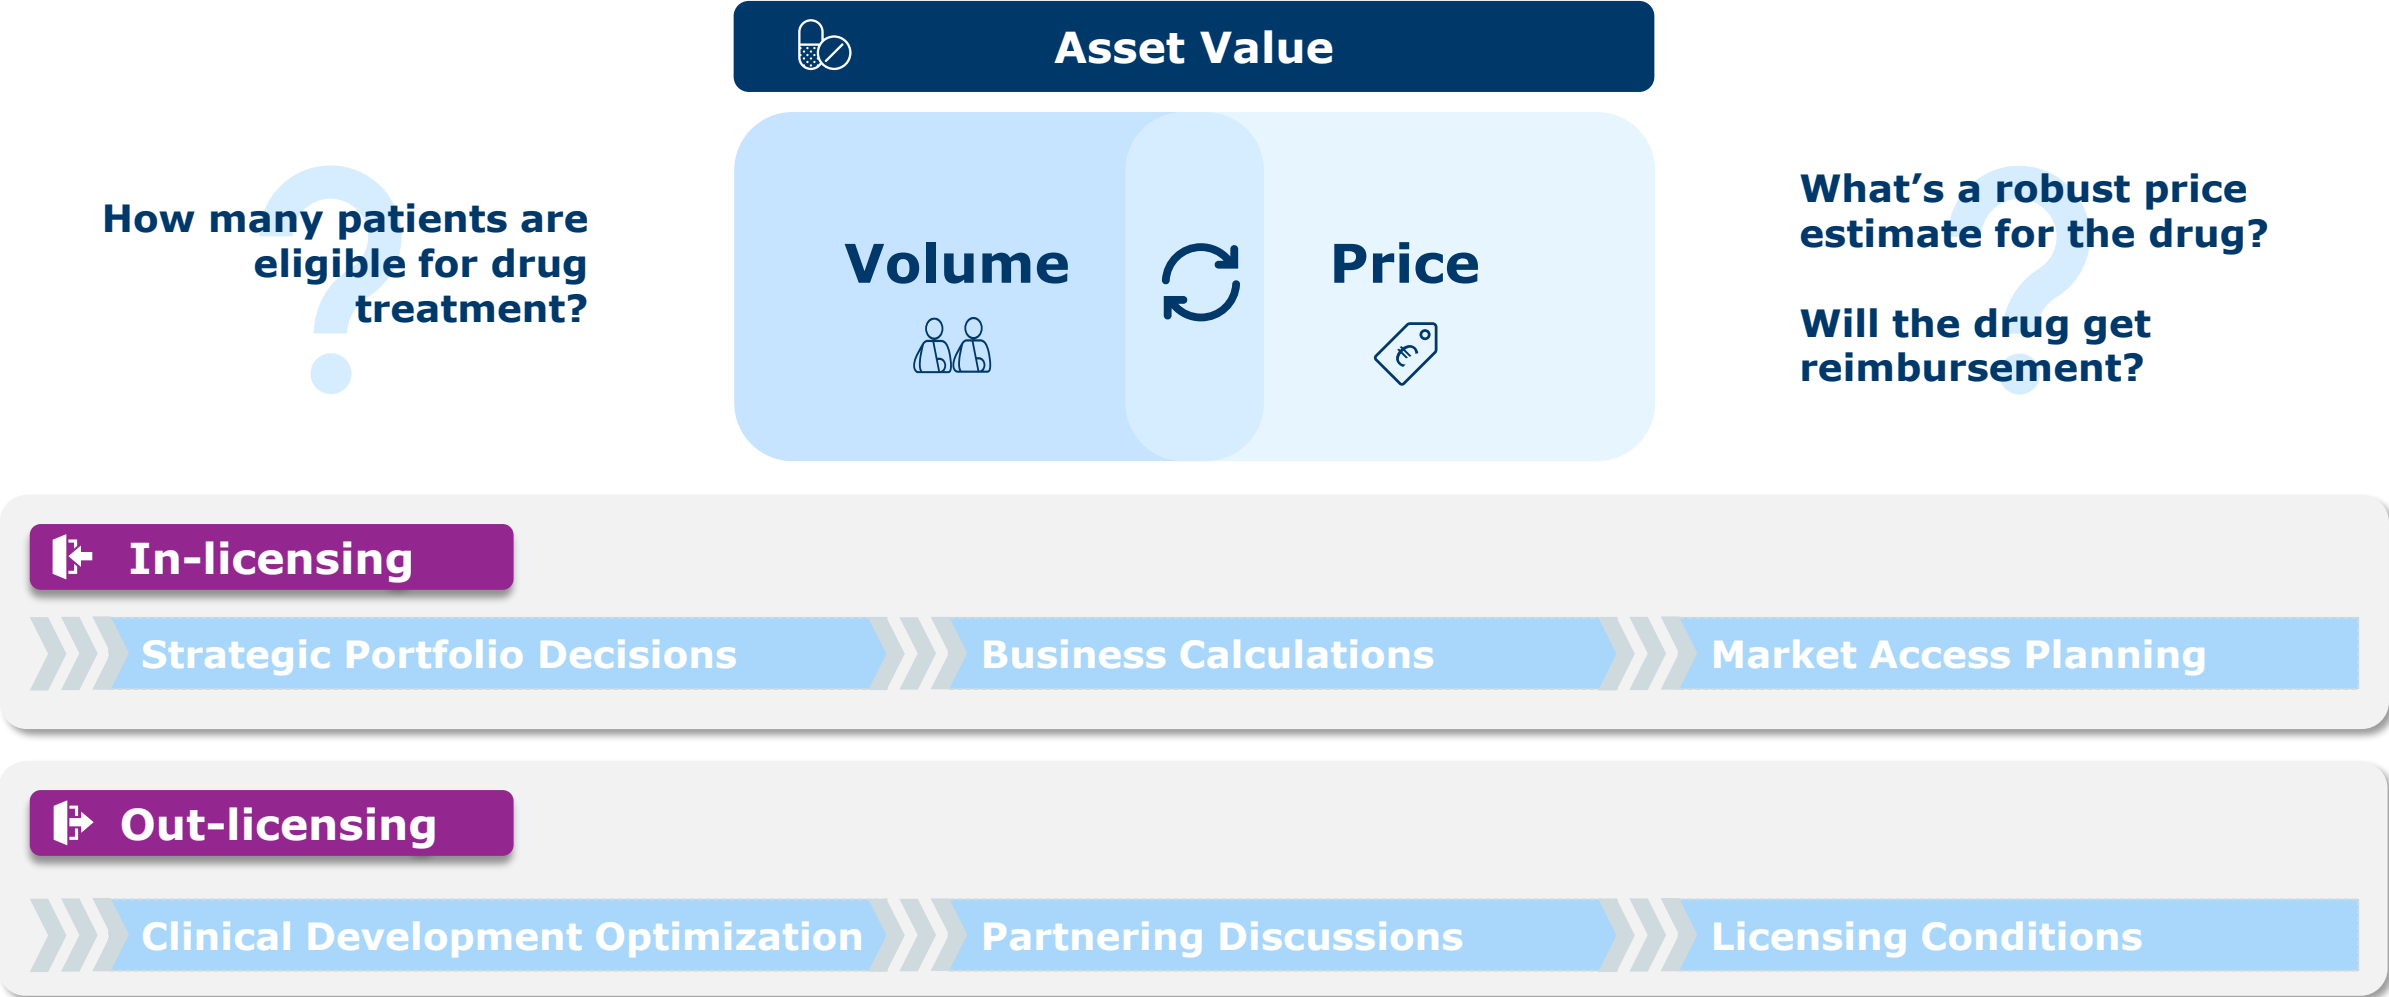 Asset Value
How many patients are
eligible for drug
treatment?
Volume
Price
€
What’s a robust price
estimate for the drug?
Will the drug get
reimbursement?
In-licensing
Strategic Portfolio Decisions
Business Calculations
Market Access Planning
Out-licensing
Clinical Development Optimization
Partnering Discussions
Licensing Conditions